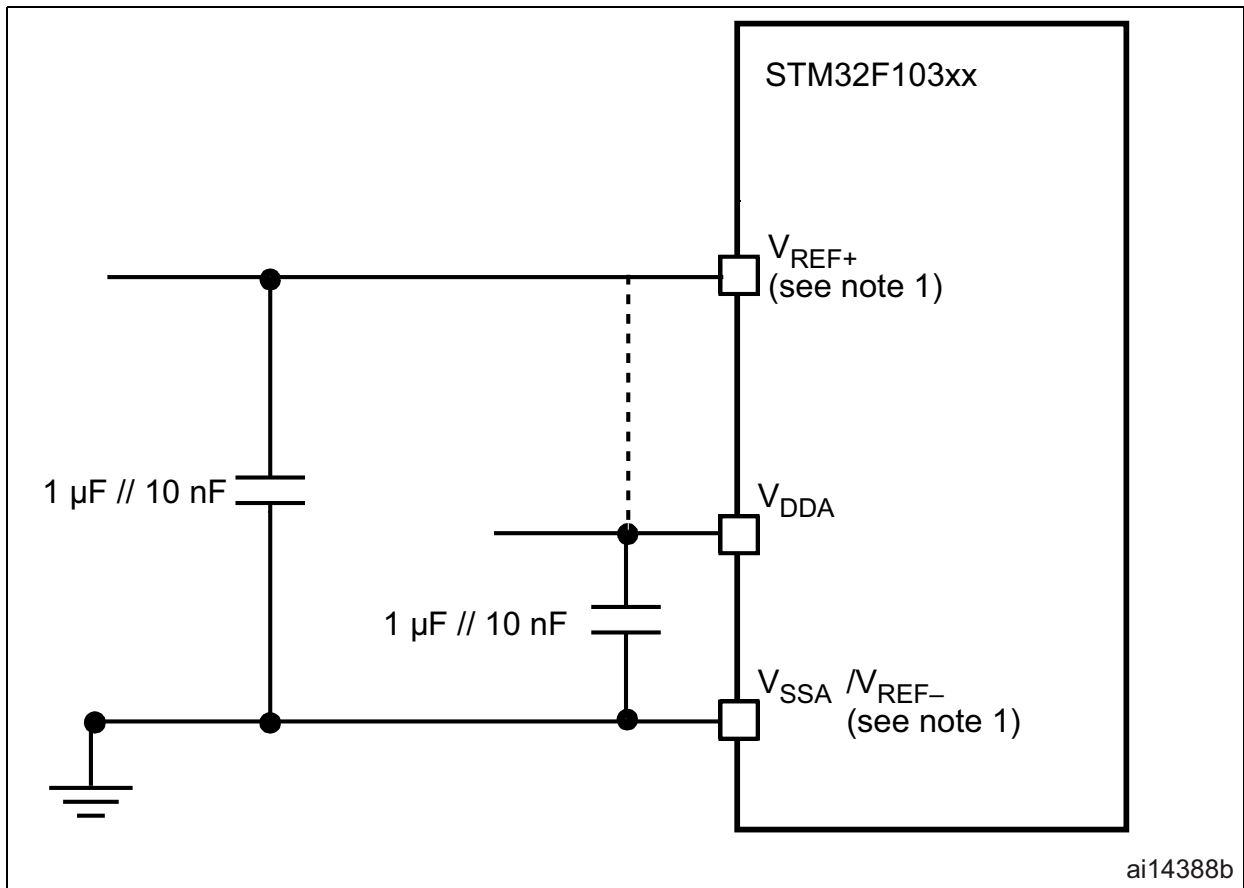 STM32F103xx
VREF+
(see note 1)
1 µF // 10 nF
VDDA
1 µF // 10 nF
VSSA /VREF–
(see note 1)
ai14388b